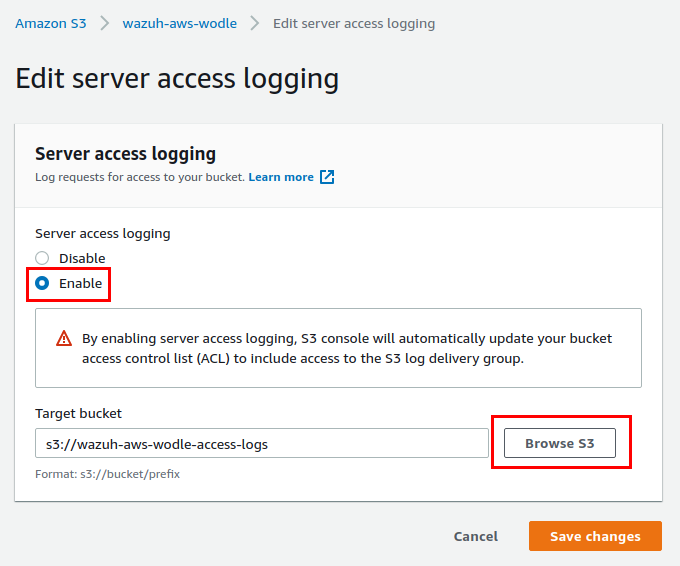 Amazon S3 > wazuh-aws-wodle > Edit server access logging
Edit server access logging
Server access logging
Log requests for access to your bucket. Learn more
Server access logging
Disable
Enable
By enabling server access logging, S3 console will automatically update your bucket
access control list (ACL) to include access to the S3 log delivery group.
Target bucket
s3://wazuh-aws-wodle-access-logs
Browse S3
Format: s3://bucket/prefix
Cancel
Save changes